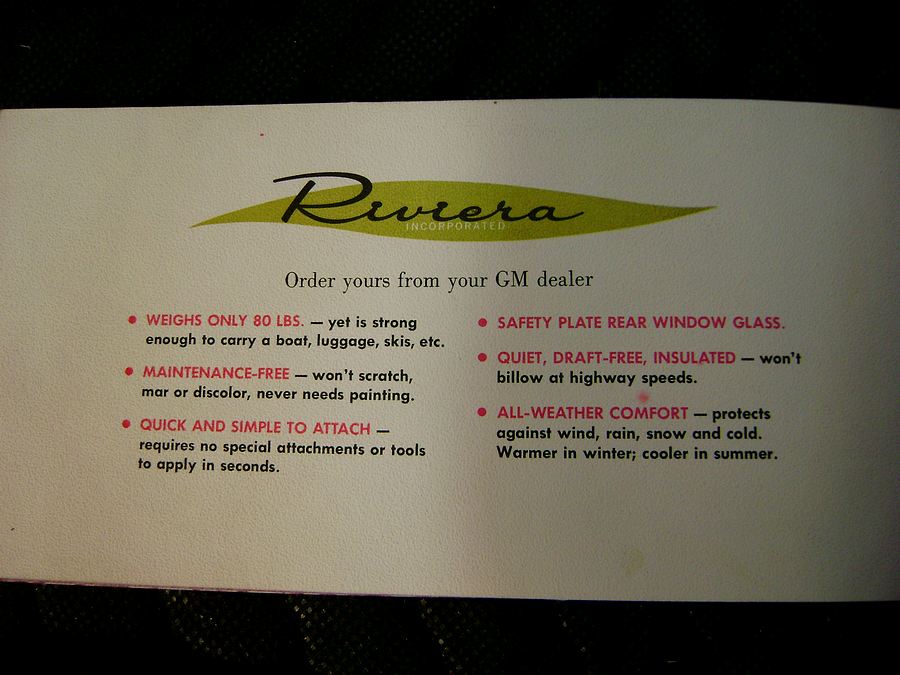 Riviera
INCORPORATED
Order yours from your GM dealer
● WEIGHS ONLY 80 LBS. — yet is strong
enough to carry a boat, luggage, skis, etc.
● MAINTENANCE-FREE — won't scratch,
mar or discolor, never needs painting.
● QUICK AND SIMPLE TO ATTACH —
requires no special attachments or tools
to apply in seconds.
● SAFETY PLATE REAR WINDOW GLASS.
● QUIET, DRAFT-FREE, INSULATED — won't
billow at highway speeds.
● ALL-WEATHER COMFORT — protects
against wind, rain, snow and cold.
Warmer in winter; cooler in summer.